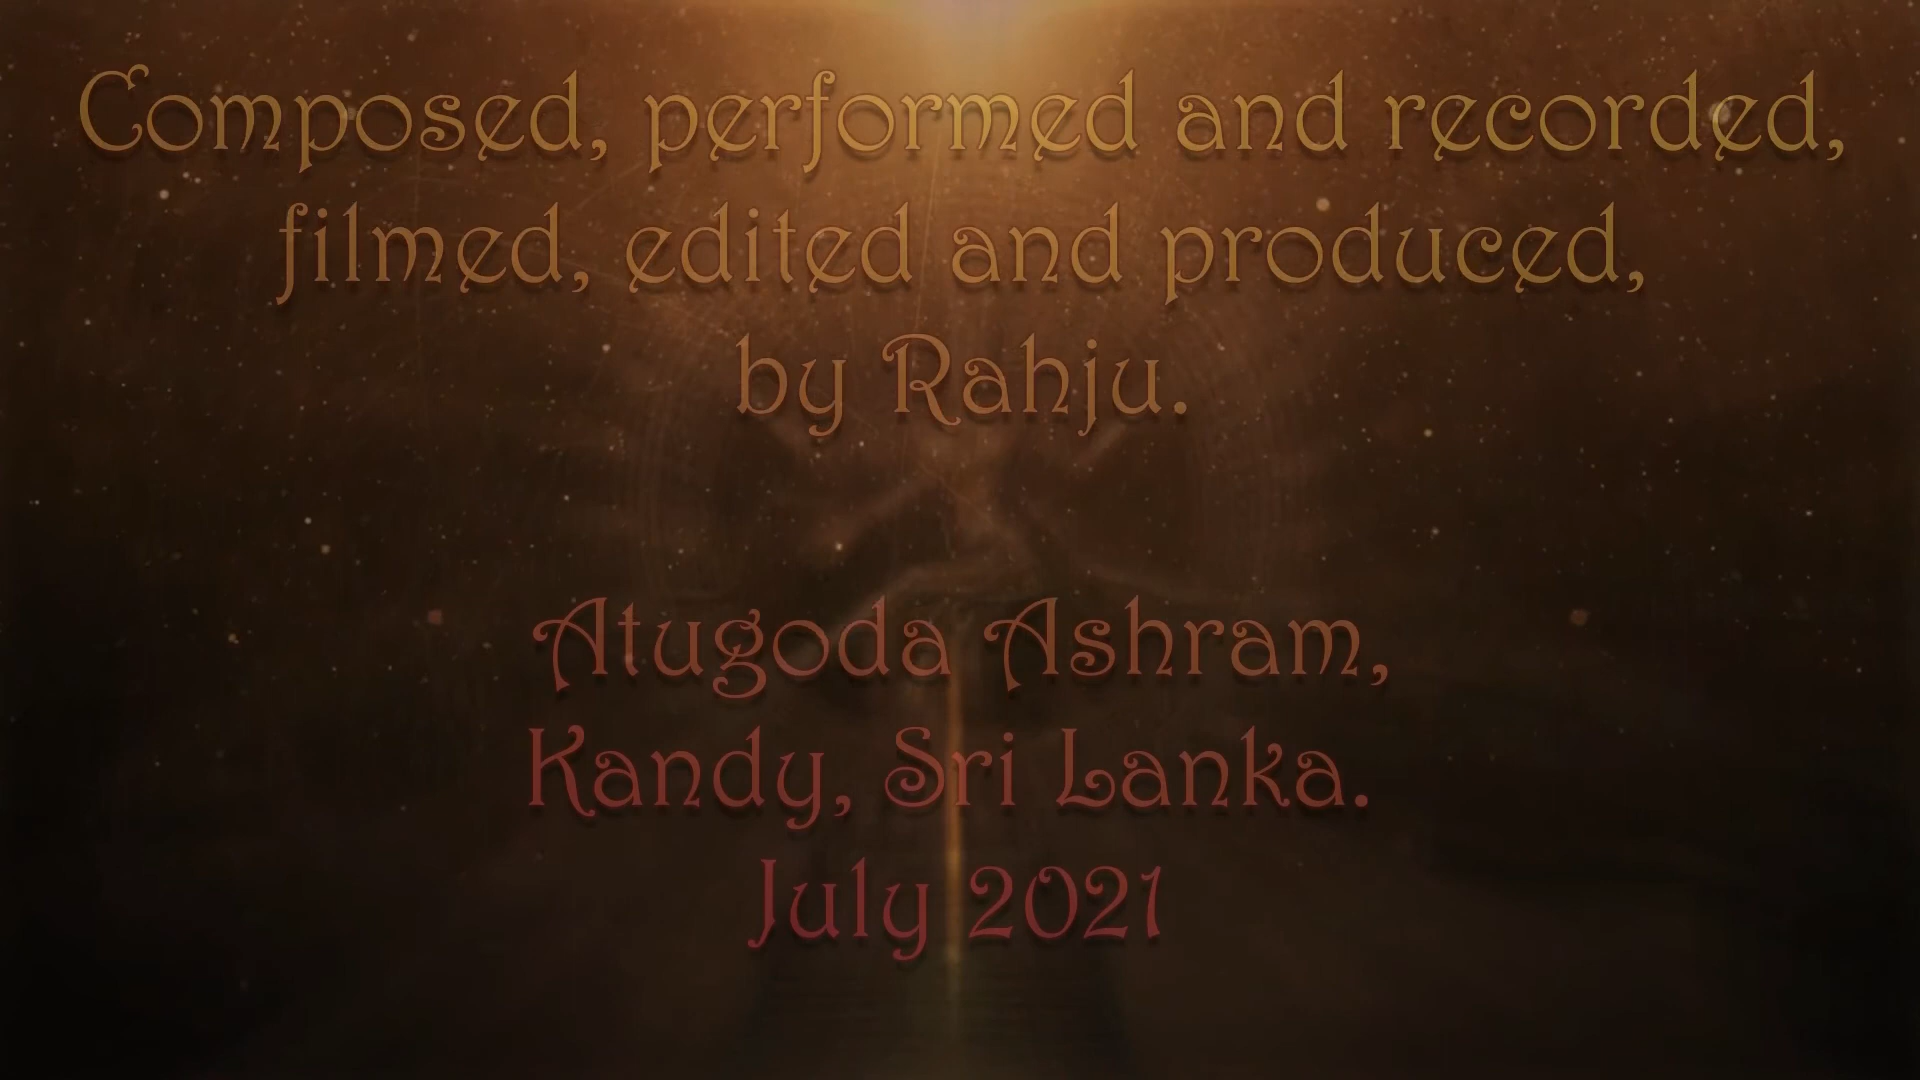 Composed, performed and recorded,
filmed, edited and produced,
by Rahju.
Atugoda Ashram,
Kandy, Sri Lanka.
July 2021